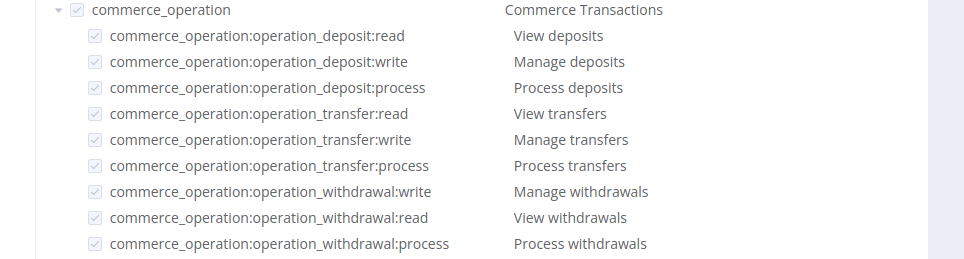 commerce_operation Commerce Transactions
commerce_operation:operation_deposit:read View deposits
commerce_operation:operation_deposit:write Manage deposits
commerce_operation:operation_deposit:process Process deposits
commerce_operation:operation_transfer:read View transfers
commerce_operation:operation_transfer:write Manage transfers
commerce_operation:operation_transfer:process Process transfers
commerce_operation:operation_withdrawal:write Manage withdrawals
commerce_operation:operation_withdrawal:read View withdrawals
commerce_operation:operation_withdrawal:process Process withdrawals